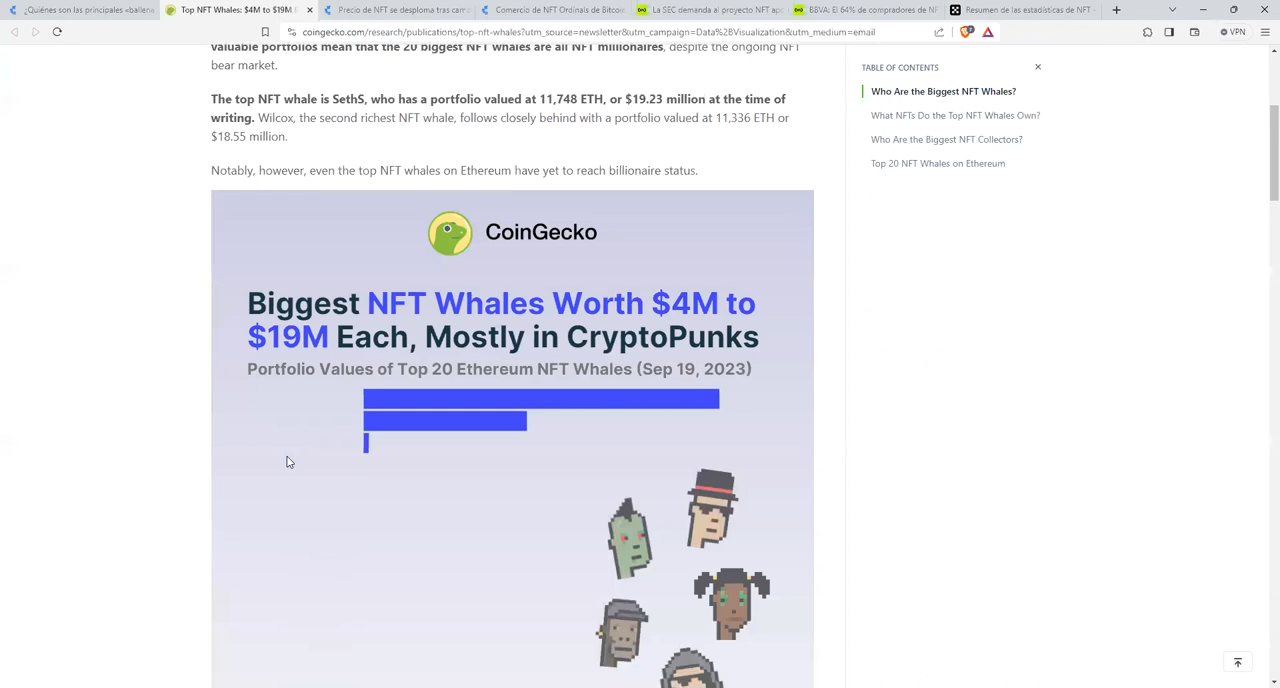 ¿Quiénes son las principales «ballena
Top NFT Whales: $4M to $19M E
Precio de NFT se desploma tras cam
Comercio de NFT Ordinals de Bitcoin
La SEC demanda al proyecto NFT apo
BBVA: El 64% de compradores de NF
Resumen de las estadísticas de NFT -
coingecko.com/research/publications/top-nft-whales?utm_source=newsletter&utm_campaign=Data%2BVisualization&utm_medium=email
VPN
valuable portfolios mean that the 20 biggest NFT whales are all NFT millionaires, despite the ongoing NFT
bear market.
The top NFT whale is SethS, who has a portfolio valued at 11,748 ETH, or $19.23 million at the time of
writing. Wilcox, the second richest NFT whale, follows closely behind with a portfolio valued at 11,336 ETH or
$18.55 million.
Notably, however, even the top NFT whales on Ethereum have yet to reach billionaire status.
CoinGecko
Biggest NFT Whales Worth $4M to
$19M Each, Mostly in CryptoPunks
Portfolio Values of Top 20 Ethereum NFT Whales (Sep 19, 2023)
TABLE OF CONTENTS
Who Are the Biggest NFT Whales?
What NFTs Do the Top NFT Whales Own?
Who Are the Biggest NFT Collectors?
Top 20 NFT Whales on Ethereum